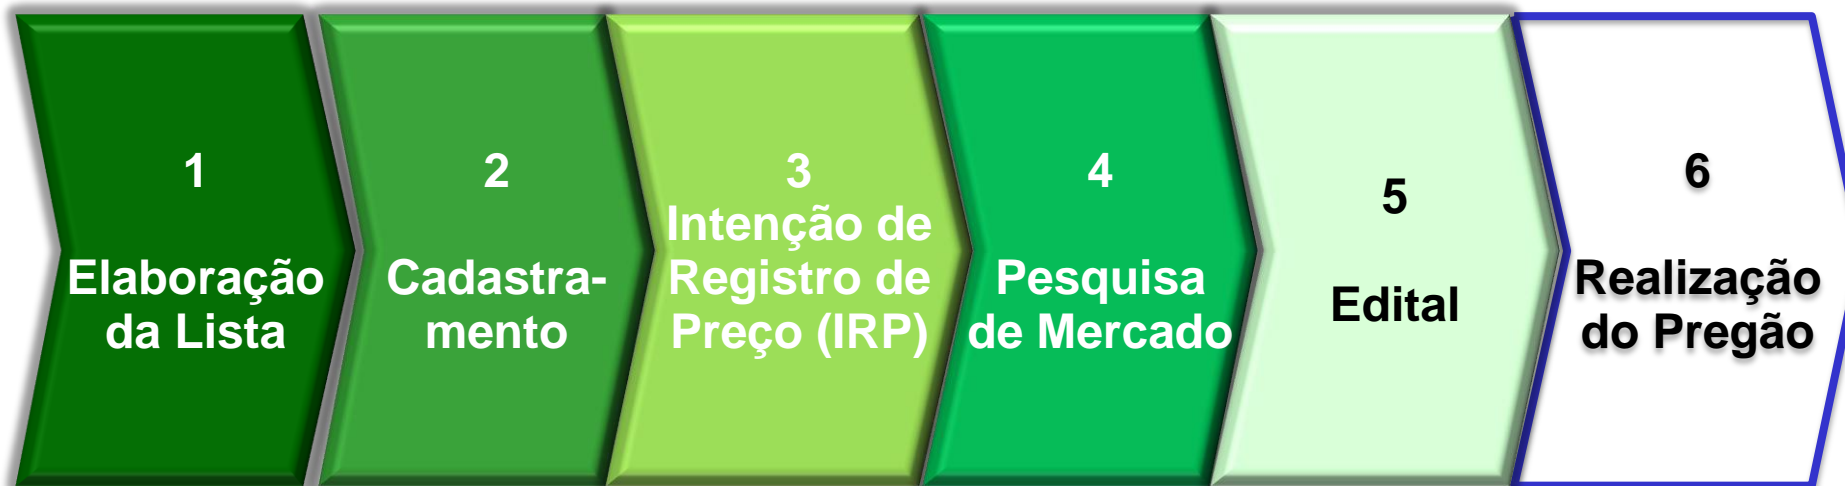 1
Elaboração
da Lista
2
Cadastra-
mento
3
Intenção de
Registro de
Preço (IRP)
4
Pesquisa
de Mercado
5
Edital
6
Realização
do Pregão